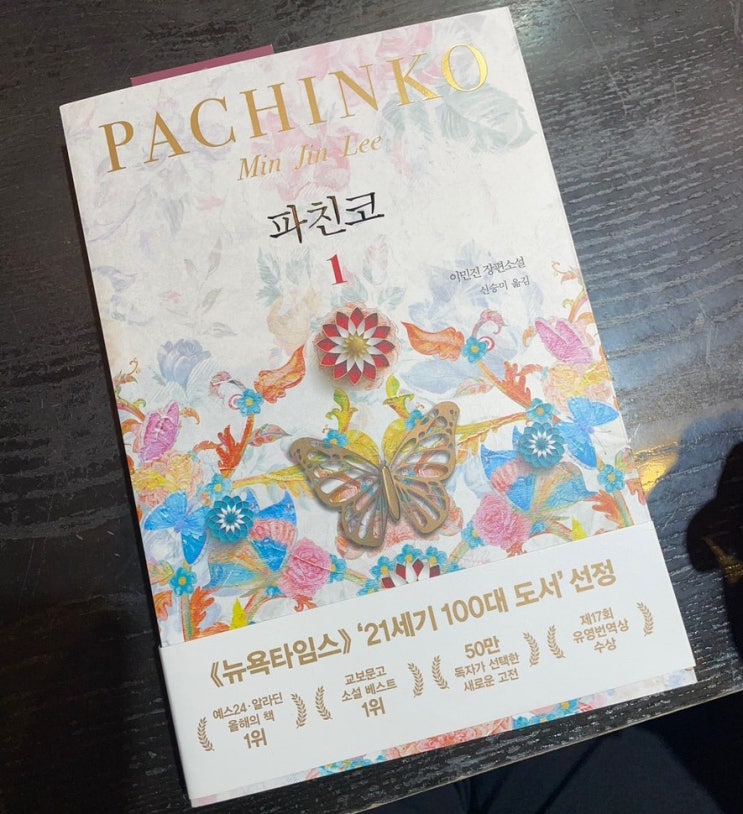 PACHINKO
Min Jin Lee
파친코
1
이민진 장편소설
신승미 옮김
《뉴욕타임스》 '21세기 100대 도서' 선정
예스24·알라딘
올해의 책
1위
교보문고
소설 베스트
1위
50만
독자가 선택한
새로운 고전
제17회
유영번역상
수상